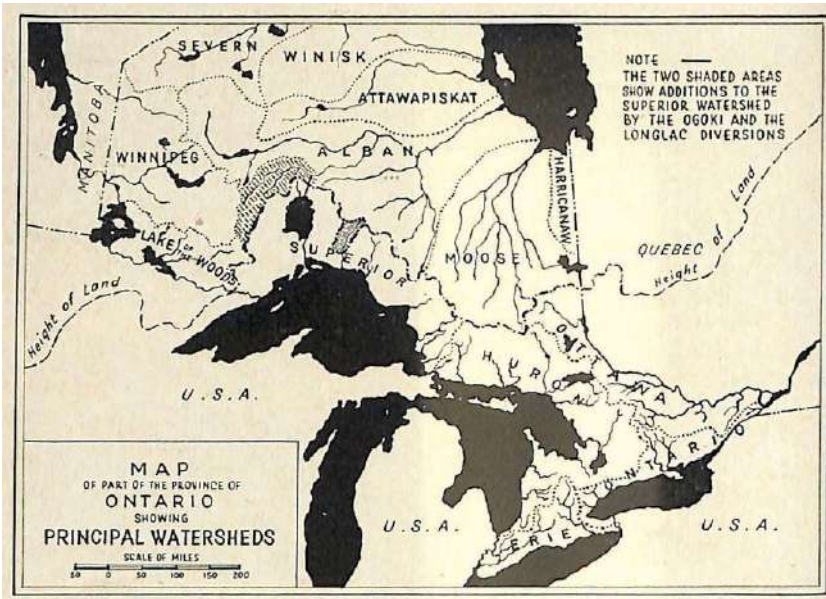 SEVERN
WINISK
NOTE —
THE TWO SHADED AREAS
SHOW ADDITIONS TO THE
SUPERIOR WATERSHED
BY THE OGOKI AND THE
LONGLAC DIVERSIONS
ATTAWAPISKAT
MANITOBA
WINNIPEG
ALBANY
HARRICANAW
LAKE OF THE WOODS
SUPERIOR
MOOSE
QUEBEC
Height of Land
Height of Land
OTTAWA
HURON
U.S.A.
ONTARIO
ERIE
U.S.A.
U.S.A.
MAP
OF PART OF THE PROVINCE OF
ONTARIO
SHOWING
PRINCIPAL WATERSHEDS
SCALE OF MILES
50 0 50 100 150 200